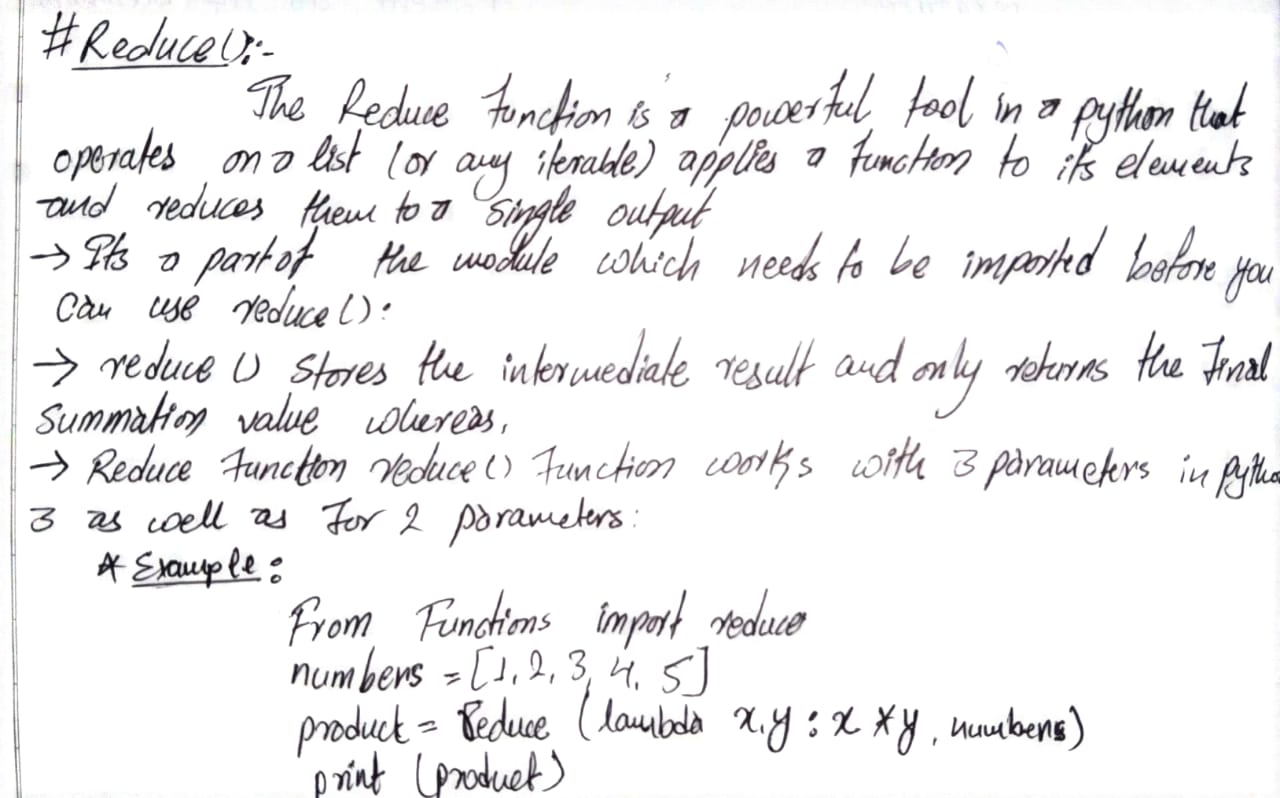 # Reduce():-
The Reduce function is a powerful tool in a python that
operates on a list (or any iterable) applies a function to its elements
and reduces them to a single output
→ Its a part of the module which needs to be imported before you
Can use reduce():
→ reduce() Stores the intermediate result and only returns the Final
Summation value whereas,
→ Reduce function reduce() function works with 3 parameters in pytho
3 as well as for 2 parameters:
* Example:
From Functions import reduce
numbers = [1, 2, 3, 4, 5]
product = Reduce (lambda x,y : x * y, numbers)
print (product)